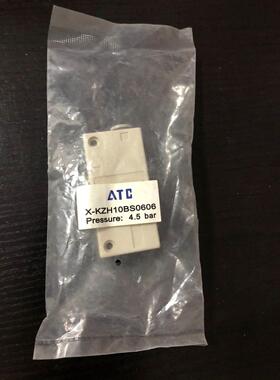 ATC
X-KZH10BS0606
Pressure: 4.5 bar